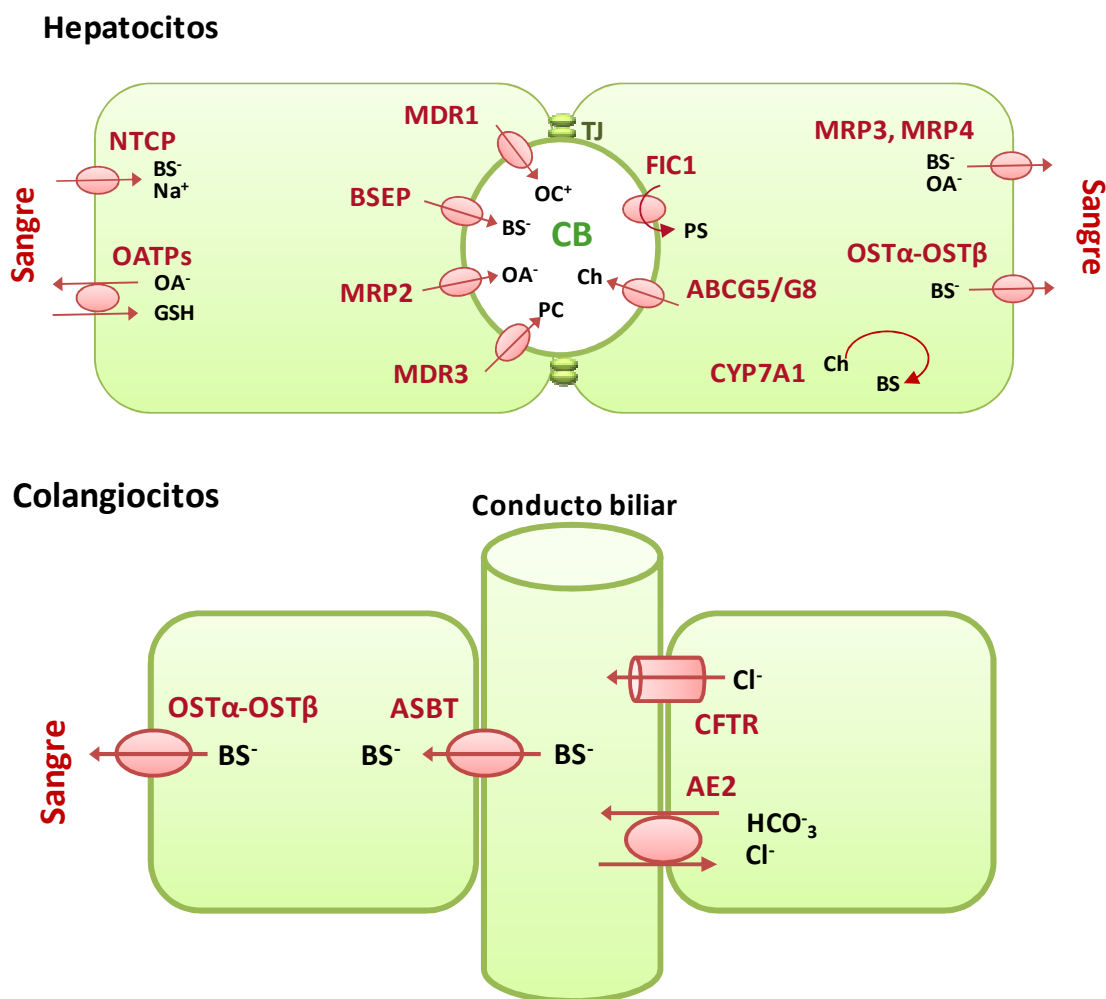 Hepatocitos
MDR1
TJ
NTCP
BS⁻
Na⁺
MRP3, MRP4
BS⁻
OA⁻
FIC1
OC⁺
BSEP
BS⁻
CB
PS
Sangre
Sangre
OATPs
OA⁻
GSH
OA⁻
MRP2
Ch
ABCG5/G8
OSTα-OSTβ
BS⁻
PC
MDR3
CYP7A1
Ch
BS
Colangiocitos
Conducto biliar
OSTα-OSTβ
ASBT
Cl⁻
CFTR
Sangre
BS⁻
BS⁻
BS⁻
AE2
HCO⁻₃
Cl⁻